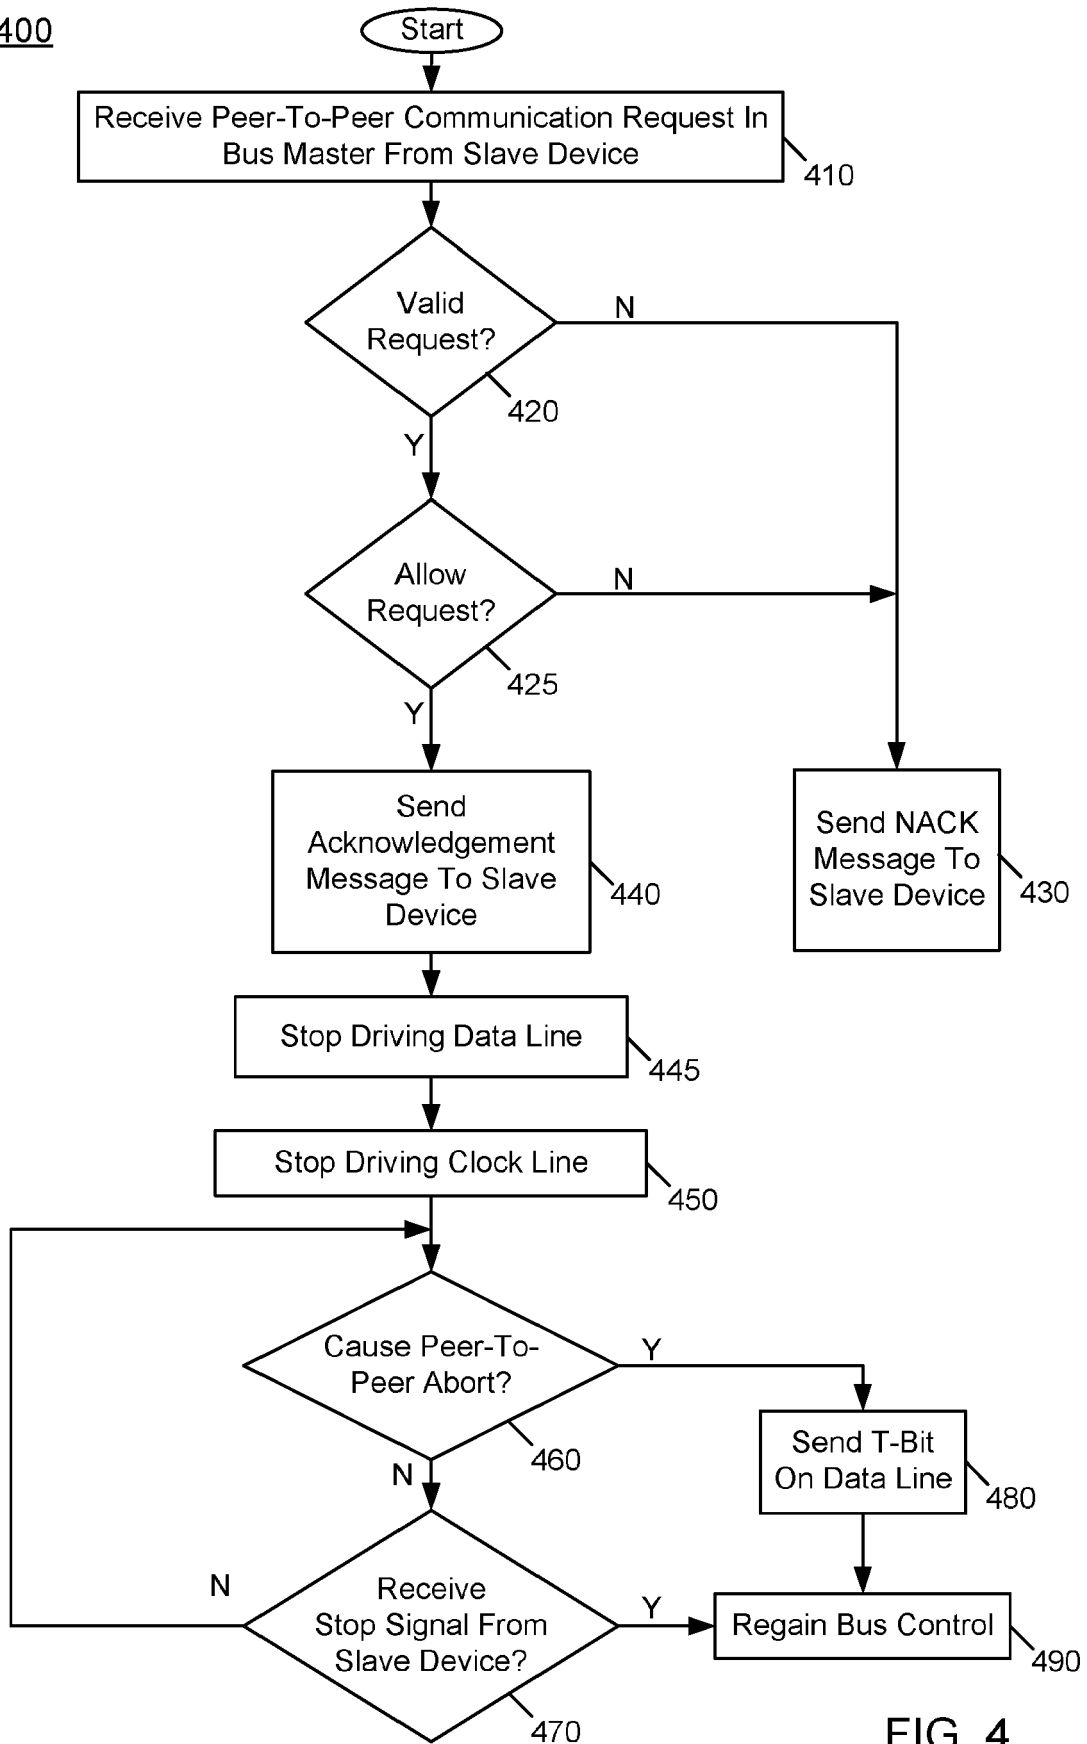 400
Start
Receive Peer-To-Peer Communication Request In
Bus Master From Slave Device
410
Valid
Request?
N
420
Y
Allow
Request?
N
425
Y
Send
Acknowledgement
Message To Slave
Device
440
Send NACK
Message To
Slave Device
430
Stop Driving Data Line
445
Stop Driving Clock Line
450
Cause Peer-To-
Peer Abort?
Y
460
N
Send T-Bit
On Data Line
480
N
Receive
Stop Signal From
Slave Device?
Y
470
Regain Bus Control
490
FIG. 4